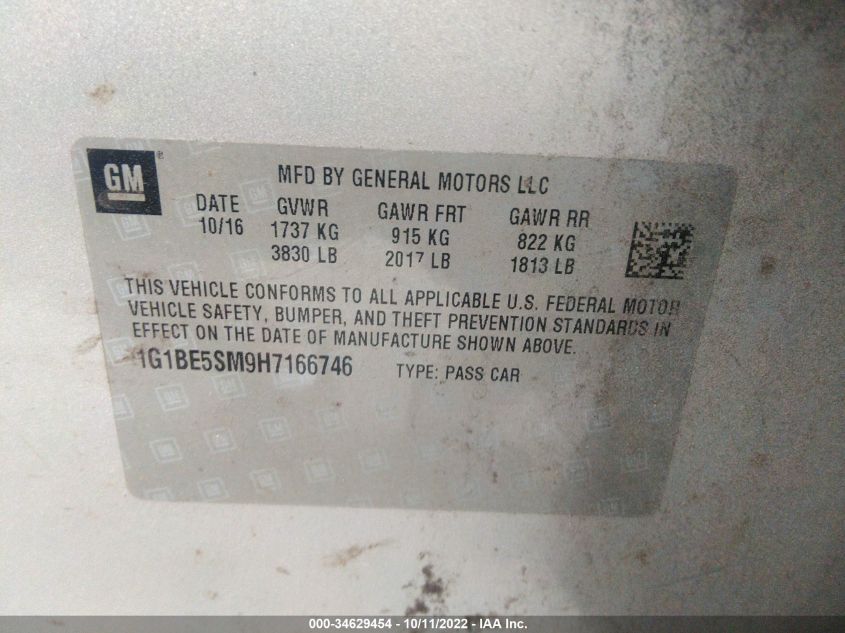 GM®
MFD BY GENERAL MOTORS LLC
DATE GVWR GAWR FRT GAWR RR
10/16 1737 KG 915 KG 822 KG
3830 LB 2017 LB 1813 LB
THIS VEHICLE CONFORMS TO ALL APPLICABLE U.S. FEDERAL MOTOR
VEHICLE SAFETY, BUMPER, AND THEFT PREVENTION STANDARDS IN
EFFECT ON THE DATE OF MANUFACTURE SHOWN ABOVE.
1G1BE5SM9H7166746 TYPE: PASS CAR
000-34629454 - 10/11/2022 - IAA Inc.